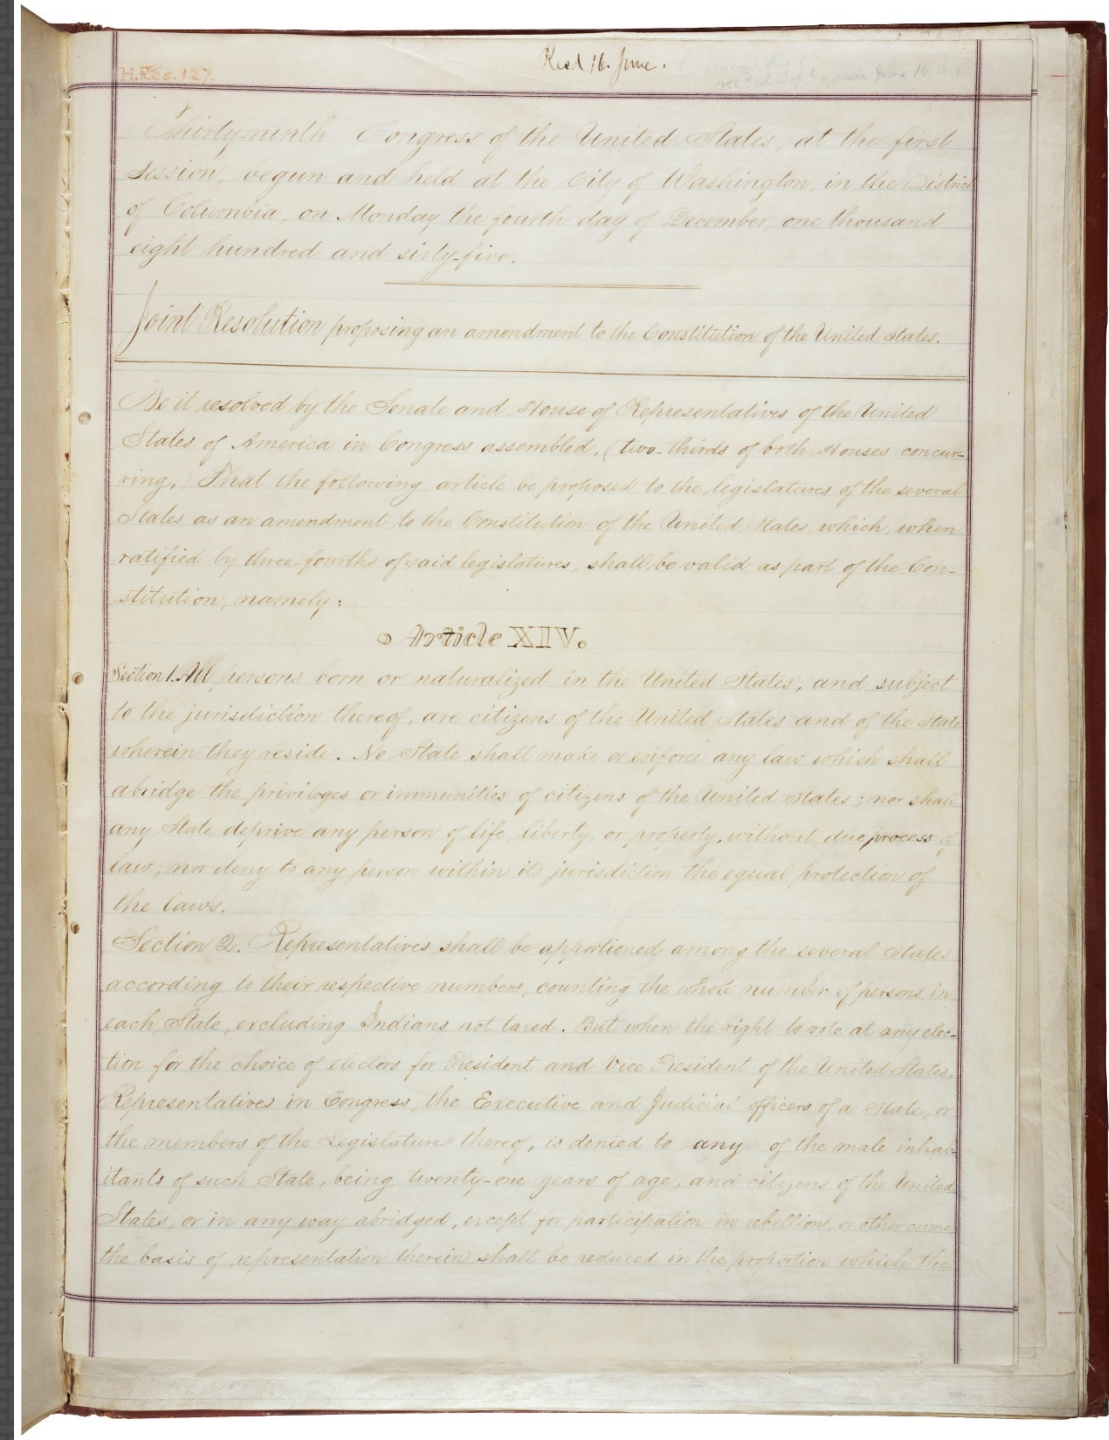 H.Res. 127.
Recd 16. June.
Thirty-ninth Congress of the United States, at the first
Session, begun and held at the City of Washington, in the District
of Columbia, on Monday the fourth day of December, one thousand
eight hundred and sixty-five.
Joint Resolution proposing an amendment to the Constitution of the United States.
Be it resolved by the Senate and House of Representatives of the United
States of America in Congress assembled, (two-thirds of both Houses concur-
ring,) That the following article be proposed to the legislatures of the several
States as an amendment to the Constitution of the United States, which, when
ratified by three-fourths of said legislatures, shall be valid as part of the Con-
stitution, namely:
Article XIV.
Section 1. All persons born or naturalized in the United States, and subject
to the jurisdiction thereof, are citizens of the United States and of the State
wherein they reside. No State shall make or enforce any law which shall
abridge the privileges or immunities of citizens of the United States; nor shall
any State deprive any person of life, liberty, or property, without due process of
law; nor deny to any person within its jurisdiction the equal protection of
the laws.
Section 2. Representatives shall be apportioned among the several States
according to their respective numbers, counting the whole number of persons in
each State, excluding Indians not taxed. But when the right to vote at any elec-
tion for the choice of electors for President and Vice President of the United States,
Representatives in Congress, the Executive and Judicial officers of a State, or
the members of the Legislature thereof, is denied to any of the male inhab-
itants of such State, being twenty-one years of age, and citizens of the United
States, or in any way abridged, except for participation in rebellion, or other crime,
the basis of representation therein shall be reduced in the proportion which the